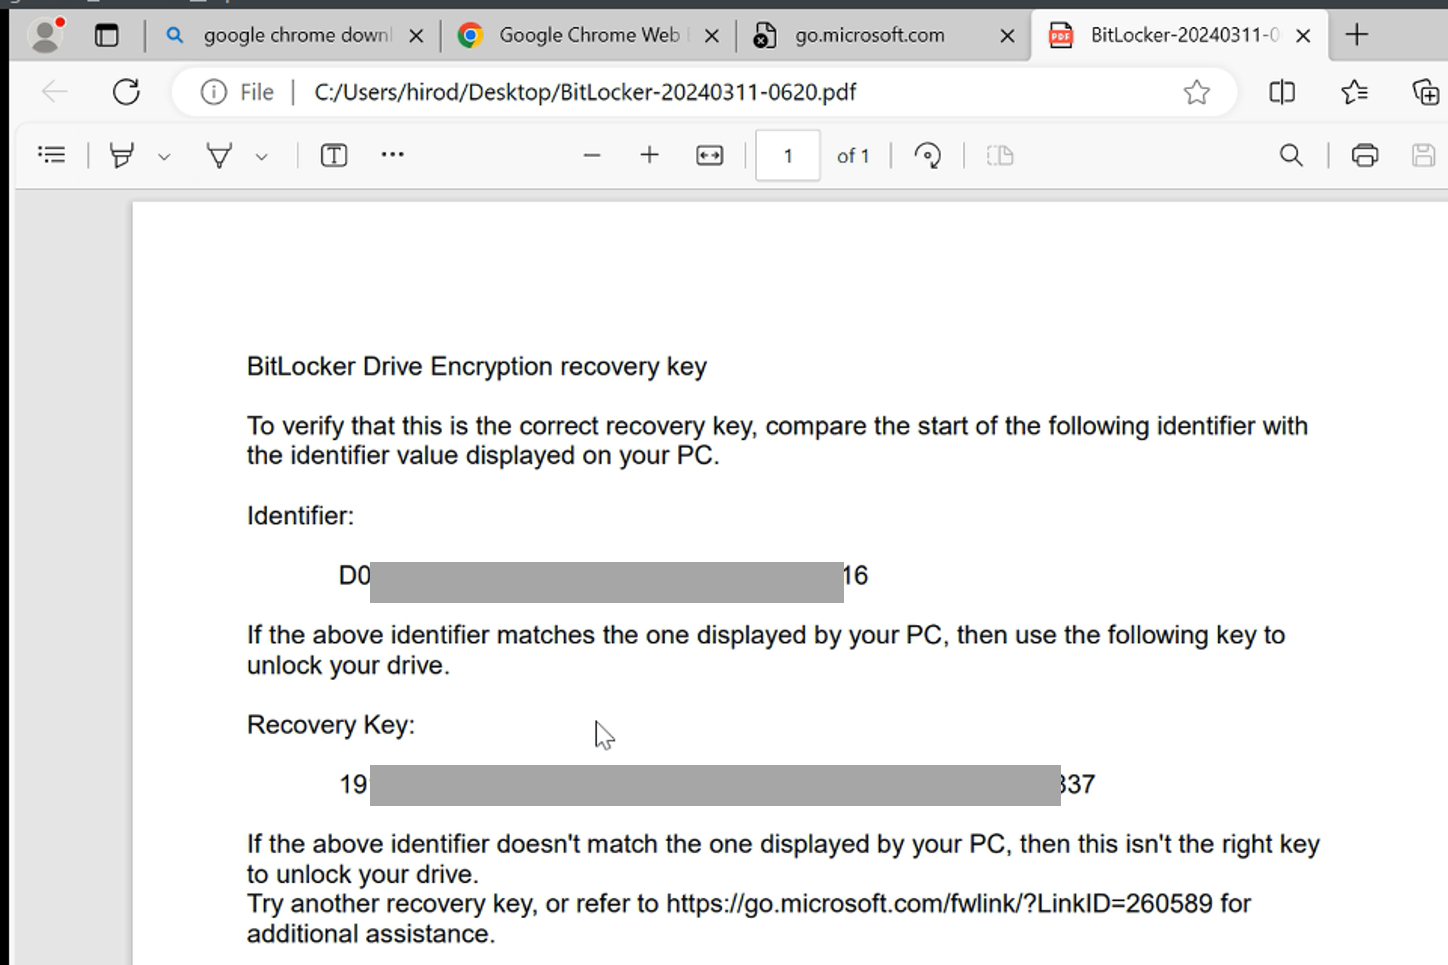 google chrome downl
Google Chrome Web
go.microsoft.com
BitLocker-20240311-0
File
C:/Users/hirod/Desktop/BitLocker-20240311-0620.pdf
1 of 1
PDF
BitLocker Drive Encryption recovery key
To verify that this is the correct recovery key, compare the start of the following identifier with
the identifier value displayed on your PC.
Identifier:
D0 16
If the above identifier matches the one displayed by your PC, then use the following key to
unlock your drive.
Recovery Key:
19 337
If the above identifier doesn't match the one displayed by your PC, then this isn't the right key
to unlock your drive.
Try another recovery key, or refer to https://go.microsoft.com/fwlink/?LinkID=260589 for
additional assistance.